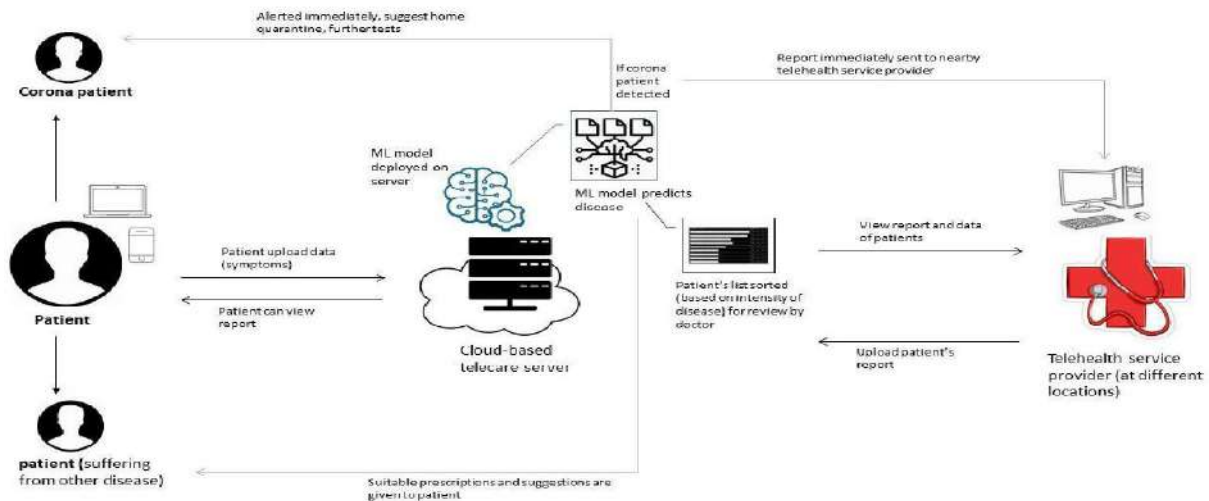 Alerted immediately, suggest home
quarantine, further tests
Report immediately sent to nearby
telehealth service provider
If corona
patient
detected
Corona patient
ML model
deployed on
server
ML model predicts
disease
View report and data
of patients
Patient upload data
(symptoms)
Patient's list sorted
(based on intensity of
disease) for review by
doctor
Patient can view
report
Patient
Cloud-based
telecare server
Upload patient's
report
Telehealth service
provider (at different
locations)
patient (suffering
from other disease)
Suitable prescriptions and suggestions are
given to patient